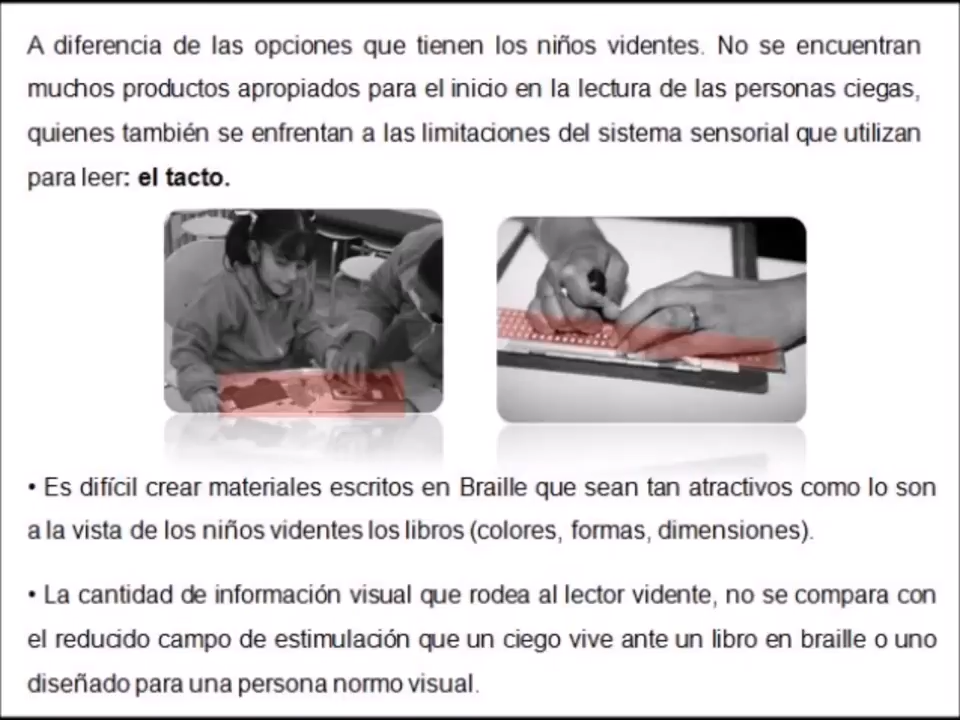 A diferencia de las opciones que tienen los niños videntes. No se encuentran
muchos productos apropiados para el inicio en la lectura de las personas ciegas,
quienes también se enfrentan a las limitaciones del sistema sensorial que utilizan
para leer: el tacto.
• Es difícil crear materiales escritos en Braille que sean tan atractivos como lo son
a la vista de los niños videntes los libros (colores, formas, dimensiones).
• La cantidad de información visual que rodea al lector vidente, no se compara con
el reducido campo de estimulación que un ciego vive ante un libro en braille o uno
diseñado para una persona normo visual.